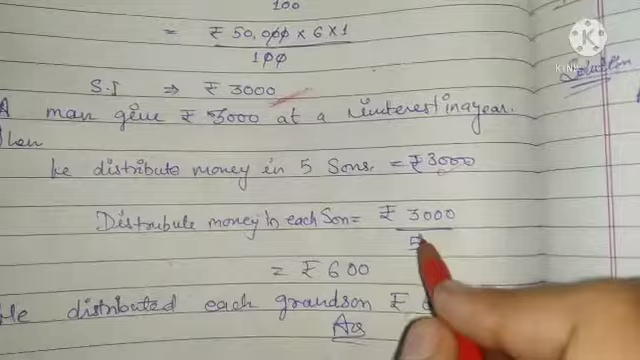 100
= ₹ 50,000 × 6 × 1
100
S.I ⇒ ₹ 3000
A man give ₹ 3000 at a interest in a year.
he distribute money in 5 Sons. = ₹ 3000
Distribute money in each Son = ₹ 3000
5
= ₹ 600
He distributed each grandson ₹
Ans
Solution